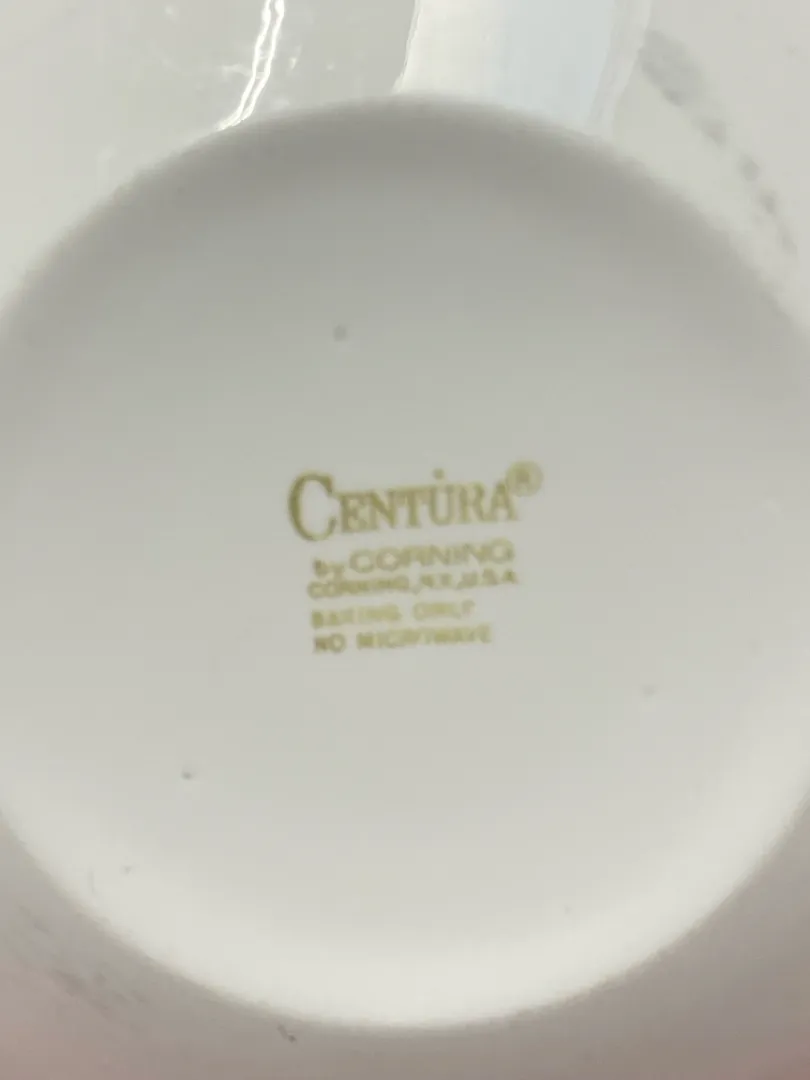 CENTURA®
by CORNING
CORNING, N.Y., U.S.A.
BAKING ONLY
NO MICROWAVE